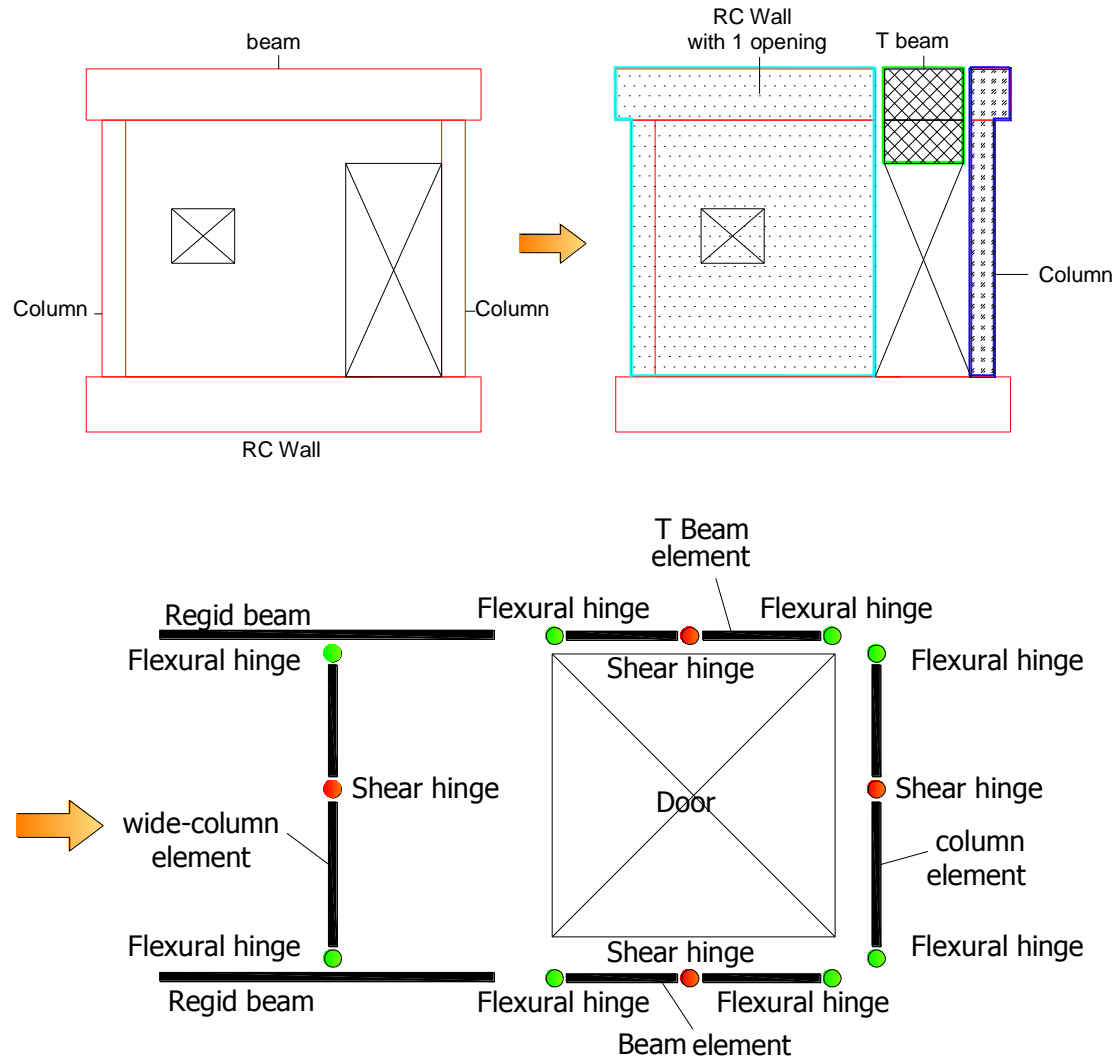 beam
Column
Column
RC Wall
RC Wall
with 1 opening
T beam
Column
T Beam
element
Regid beam
Flexural hinge
Flexural hinge
Flexural hinge
Shear hinge
Flexural hinge
Shear hinge
Door
Shear hinge
wide-column
element
column
element
Flexural hinge
Shear hinge
Flexural hinge
Regid beam
Flexural hinge
Flexural hinge
Beam element